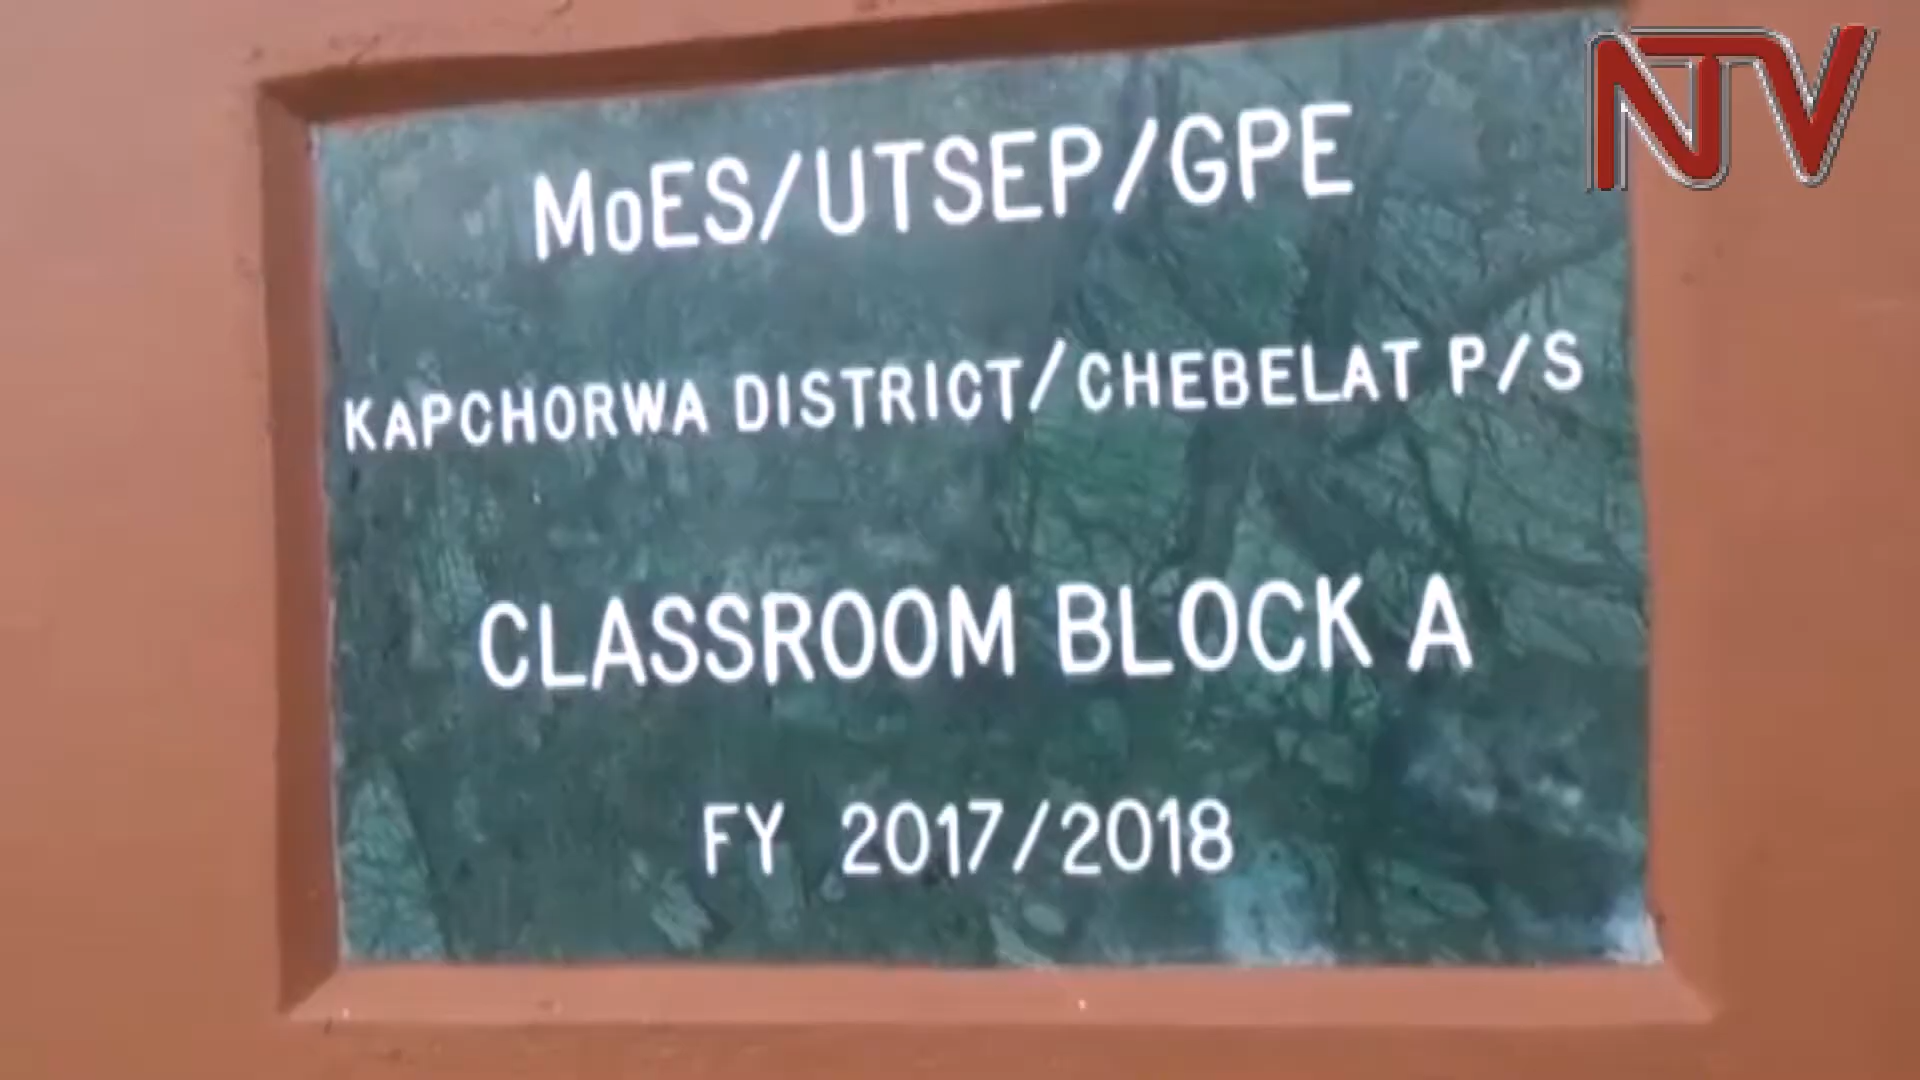 NTV
MoES/UTSEP/GPE
KAPCHORWA DISTRICT/CHEBELAT P/S
CLASSROOM BLOCK A
FY 2017/2018